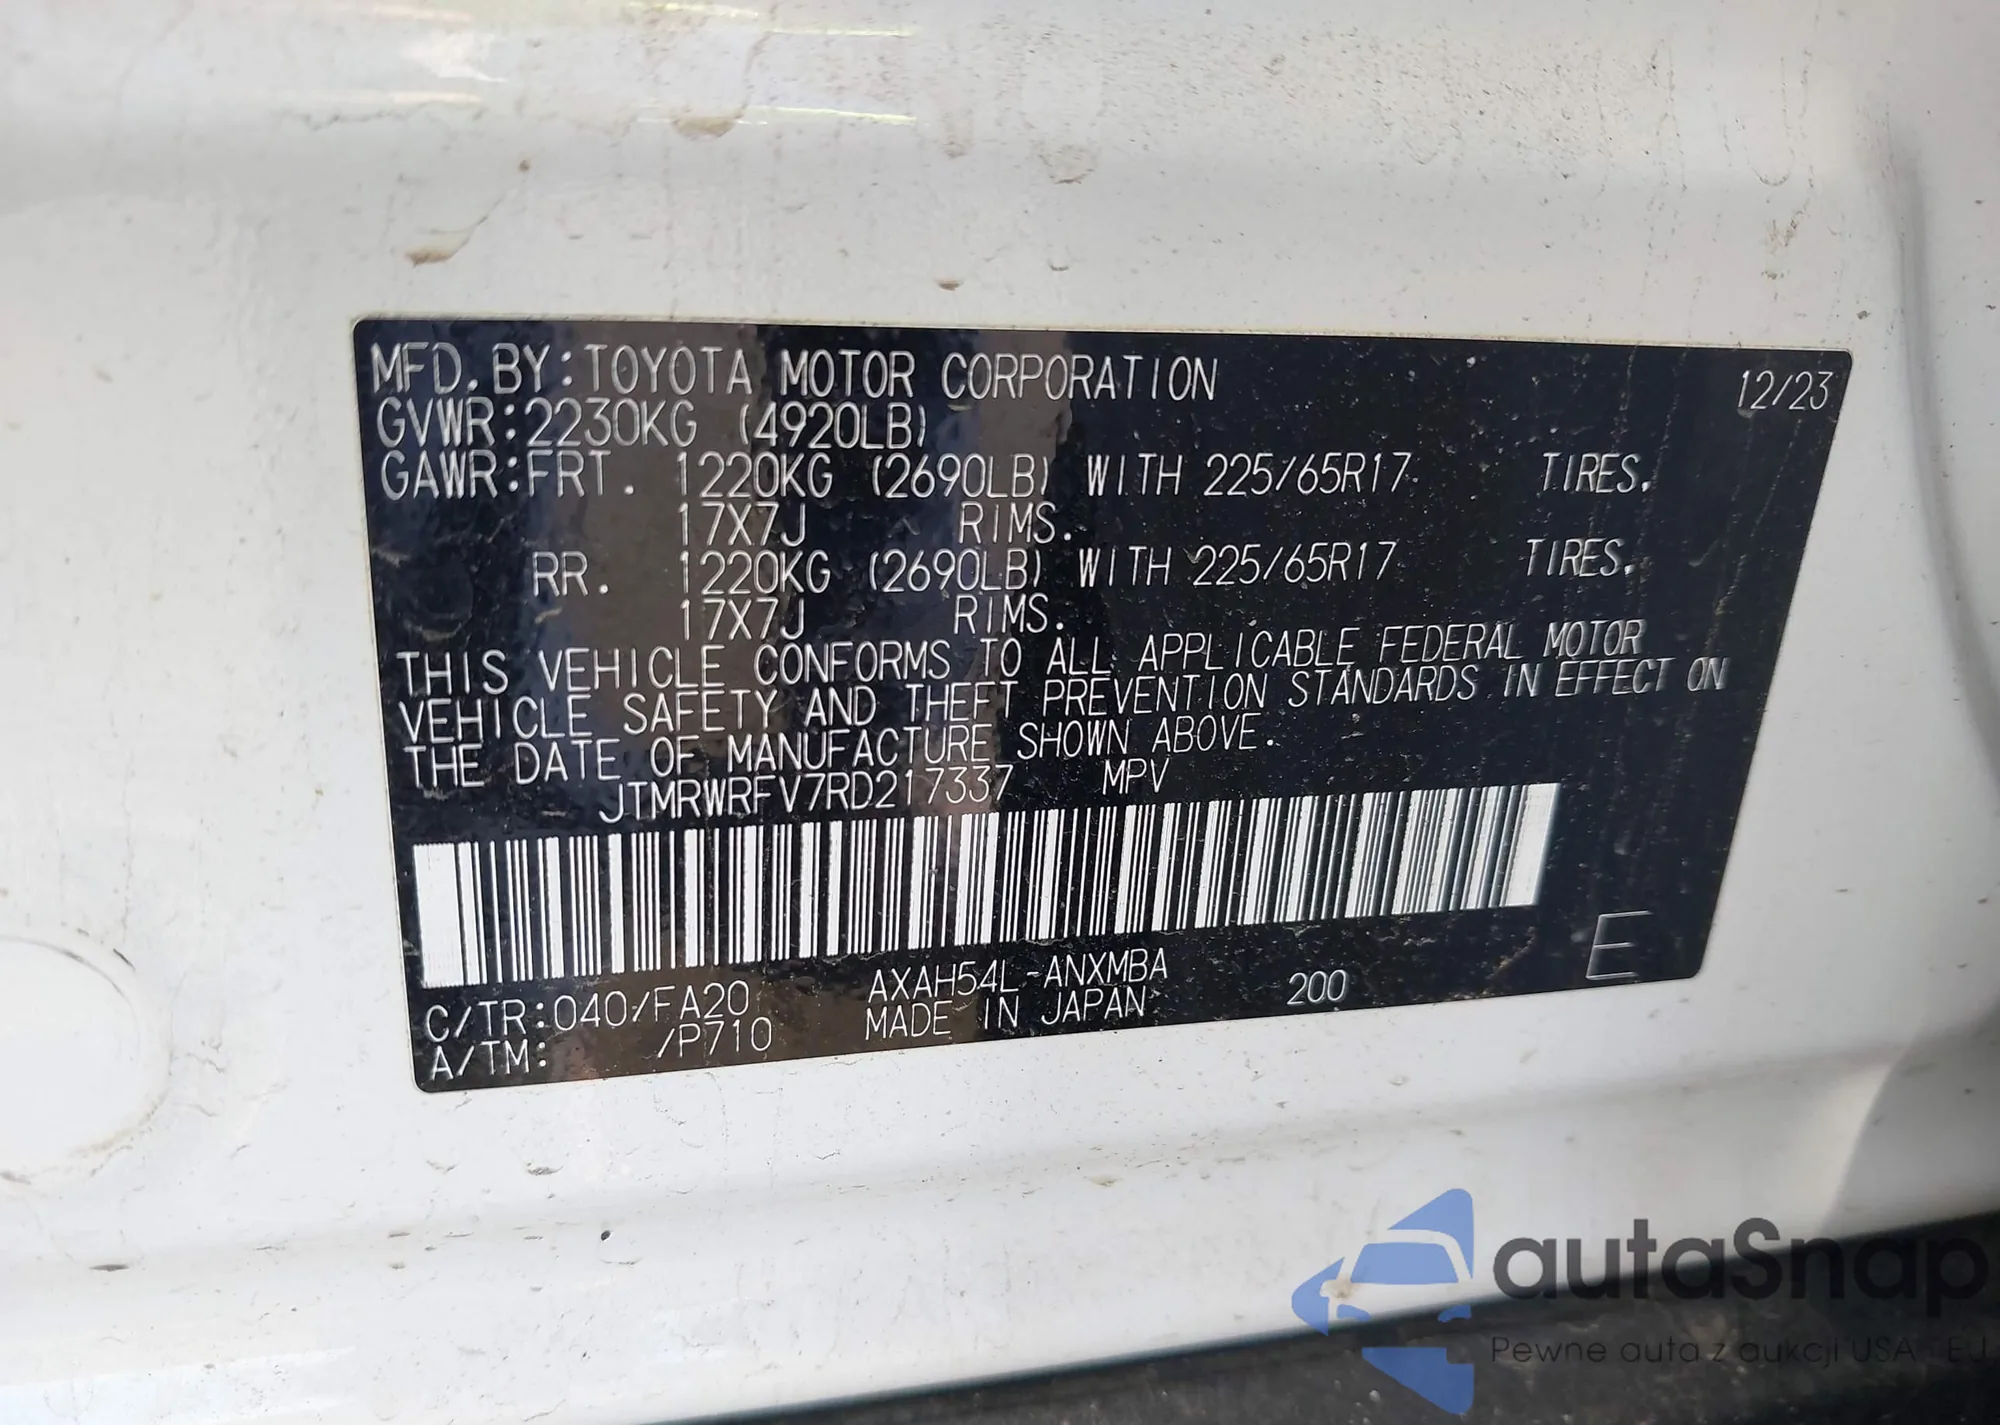 MFD. BY: TOYOTA MOTOR CORPORATION 12/23
GVWR: 2230KG (4920LB)
GAWR: FRT. 1220KG (2690LB) WITH 225/65R17 TIRES.
17X7J RIMS.
RR. 1220KG (2690LB) WITH 225/65R17 TIRES.
17X7J RIMS.
THIS VEHICLE CONFORMS TO ALL APPLICABLE FEDERAL MOTOR
VEHICLE SAFETY AND THEFT PREVENTION STANDARDS IN EFFECT ON
THE DATE OF MANUFACTURE SHOWN ABOVE.
JTMRWRFV7RD217337 MPV
C/TR: 040/FA20 AXAH54L-ANXMBA 200 E
A/TM: /P710 MADE IN JAPAN
autaSnap
Pewne auta z aukcji USA - EU